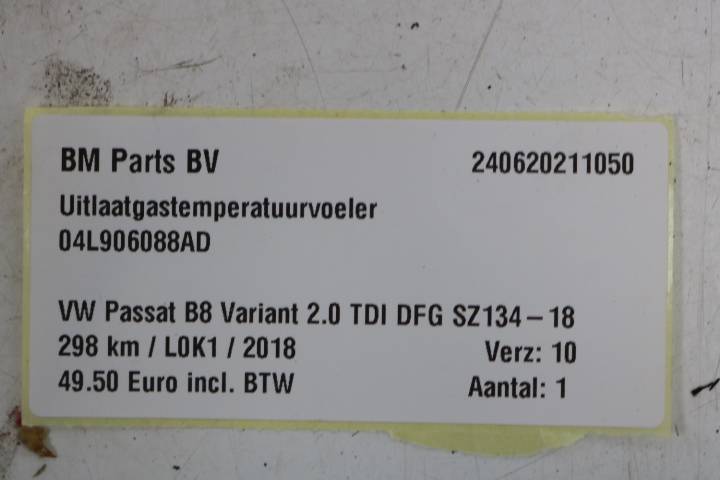 BM Parts BV 240620211050
Uitlaatgastemperatuurvoeler
04L906088AD
VW Passat B8 Variant 2.0 TDI DFG SZ134-18
298 km / L0K1 / 2018 Verz: 10
49.50 Euro incl. BTW Aantal: 1